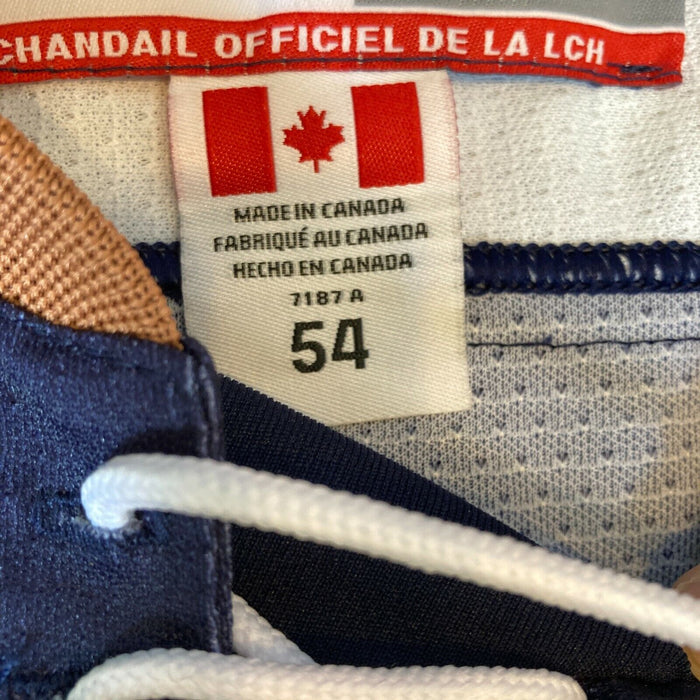 CHANDAIL OFFICIEL DE LA LCH
MADE IN CANADA
FABRIQUÉ AU CANADA
HECHO EN CANADA
7187 A
54